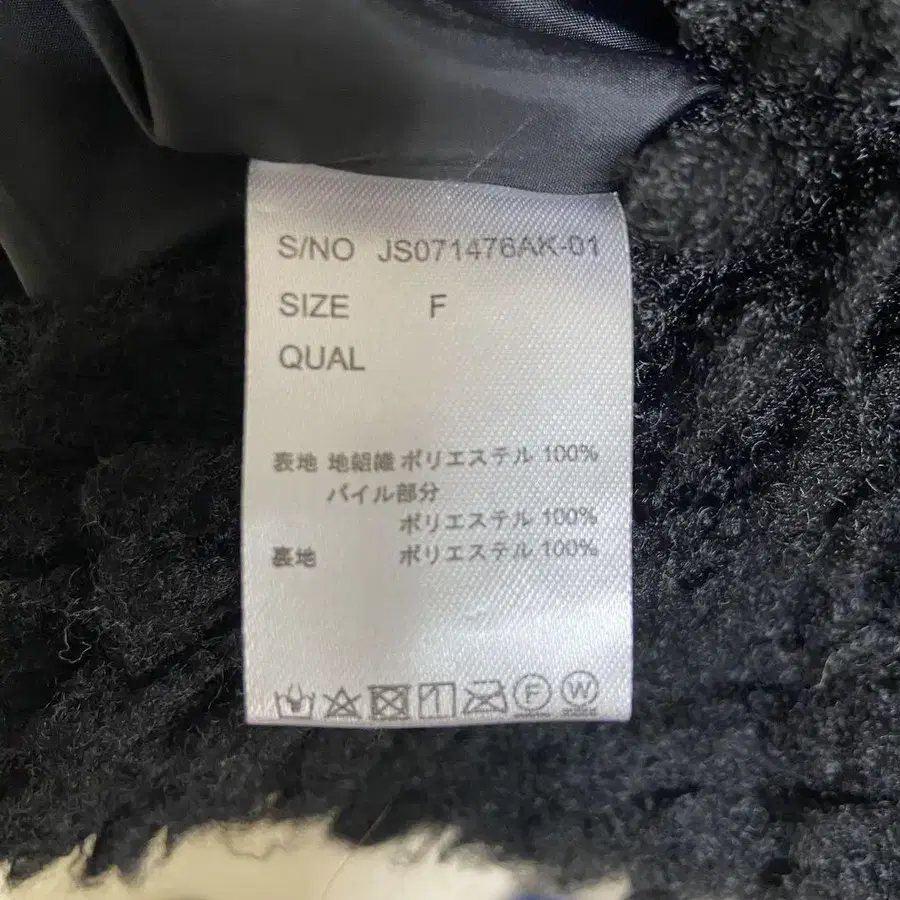 S/NO JS071476AK-01
SIZE F
QUAL
表地 地組織 ポリエステル 100%
パイル部分
ポリエステル 100%
裏地 ポリエステル 100%
F W